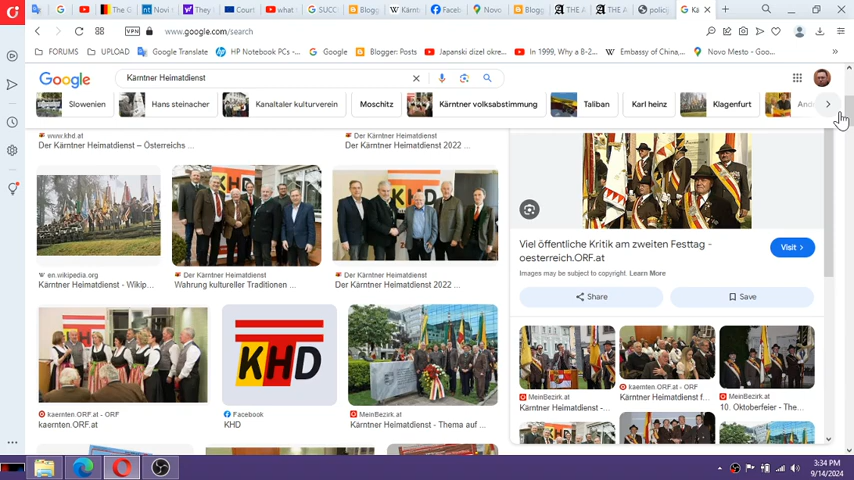 The G
Novi
They
Court
what
SUCC
Blogg
Kärnt
Faceb
Novo
Blogg
THE A
THE A
policij
Kä
www.google.com/search
FORUMS
UPLOAD
Google Translate
HP Notebook PCs -...
Google
Blogger: Posts
Japanski dizel okre...
In 1999, Why a B-2...
Embassy of China,...
Novo Mesto - Goo...
Google
Kärntner Heimatdienst
Slowenien
Hans steinacher
Kanaltaler kulturverein
Moschitz
Kärntner volksabstimmung
Taliban
Karl heinz
Klagenfurt
www.khd.at
Der Kärntner Heimatdienst – Österreichs ...
Der Kärntner Heimatdienst
Der Kärntner Heimatdienst 2022 ...
KHD
en.wikipedia.org
Kärntner Heimatdienst - Wikip...
Der Kärntner Heimatdienst
Wahrung kultureller Traditionen ...
Der Kärntner Heimatdienst
Der Kärntner Heimatdienst 2022 ...
KHD
kaernten.ORF.at - ORF
kaernten.ORF.at
Facebook
KHD
MeinBezirk.at
Kärntner Heimatdienst - Thema auf ...
Viel öffentliche Kritik am zweiten Festtag -
oesterreich.ORF.at
Visit
Images may be subject to copyright. Learn More
Share
Save
MeinBezirk.at
Kärntner Heimatdienst -...
kaernten.ORF.at - ORF
Kärntner Heimatdienst f...
MeinBezirk.at
10. Oktoberfeier - The...
3:34 PM
9/14/2024